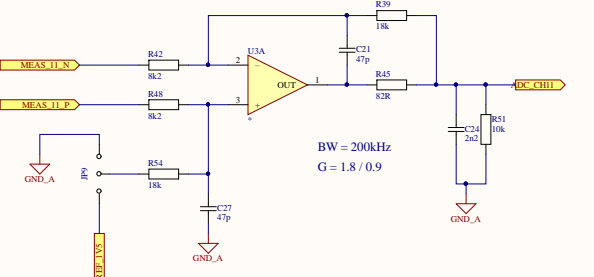 R39
18k
U3A
C21
47p
R42
8k2
MEAS_11_N
2
-
OUT
1
R45
82R
ADC_CH11
R48
8k2
MEAS_11_P
3
+
*
C24
2n2
R51
10k
BW = 200kHz
G = 1.8 / 0.9
JP9
R54
18k
GND_A
C27
47p
GND_A
GND_A
REF_1V5